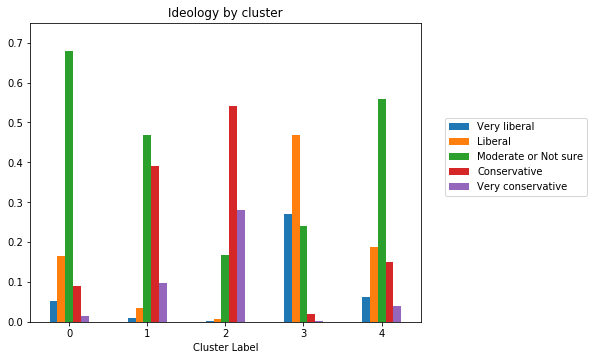 Ideology by cluster
0.7
0.6
0.5
0.4
0.3
0.2
0.1
0.0
0 1 2 3 4
Cluster Label
Very liberal
Liberal
Moderate or Not sure
Conservative
Very conservative